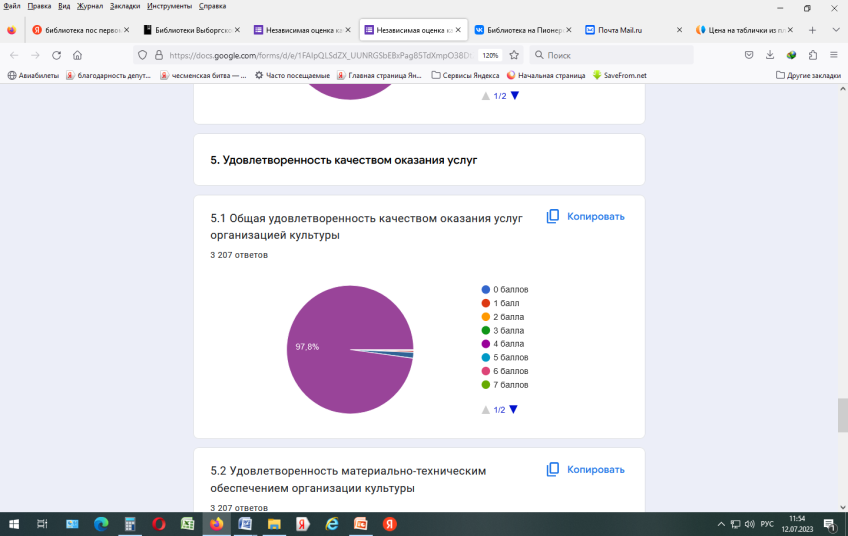 Файл Правка Вид Журнал Закладки Инструменты Справка
библиотека пос первом
Библиотеки Выборгско
Независимая оценка ка
Независимая оценка ка
Библиотека на Пионер
Почта Mail.ru
Цена на таблички из пл
https://docs.google.com/forms/d/e/
120%
Поиск
Авиабилеты
благодарность депут...
чесменская битва — ...
Часто посещаемые
Главная страница Ян...
Сервисы Яндекса
Начальная страница
SaveFrom.net
Другие закладки
1/2
5. Удовлетворенность качеством оказания услуг
5.1 Общая удовлетворенность качеством оказания услуг
организацией культуры
Копировать
3 207 ответов
97,8%
0 баллов
1 балл
2 балла
3 балла
4 балла
5 баллов
6 баллов
7 баллов
1/2
5.2 Удовлетворенность материально-техническим
обеспечением организации культуры
Копировать
3 207 ответов
РУС
11:54
12.07.2023
1